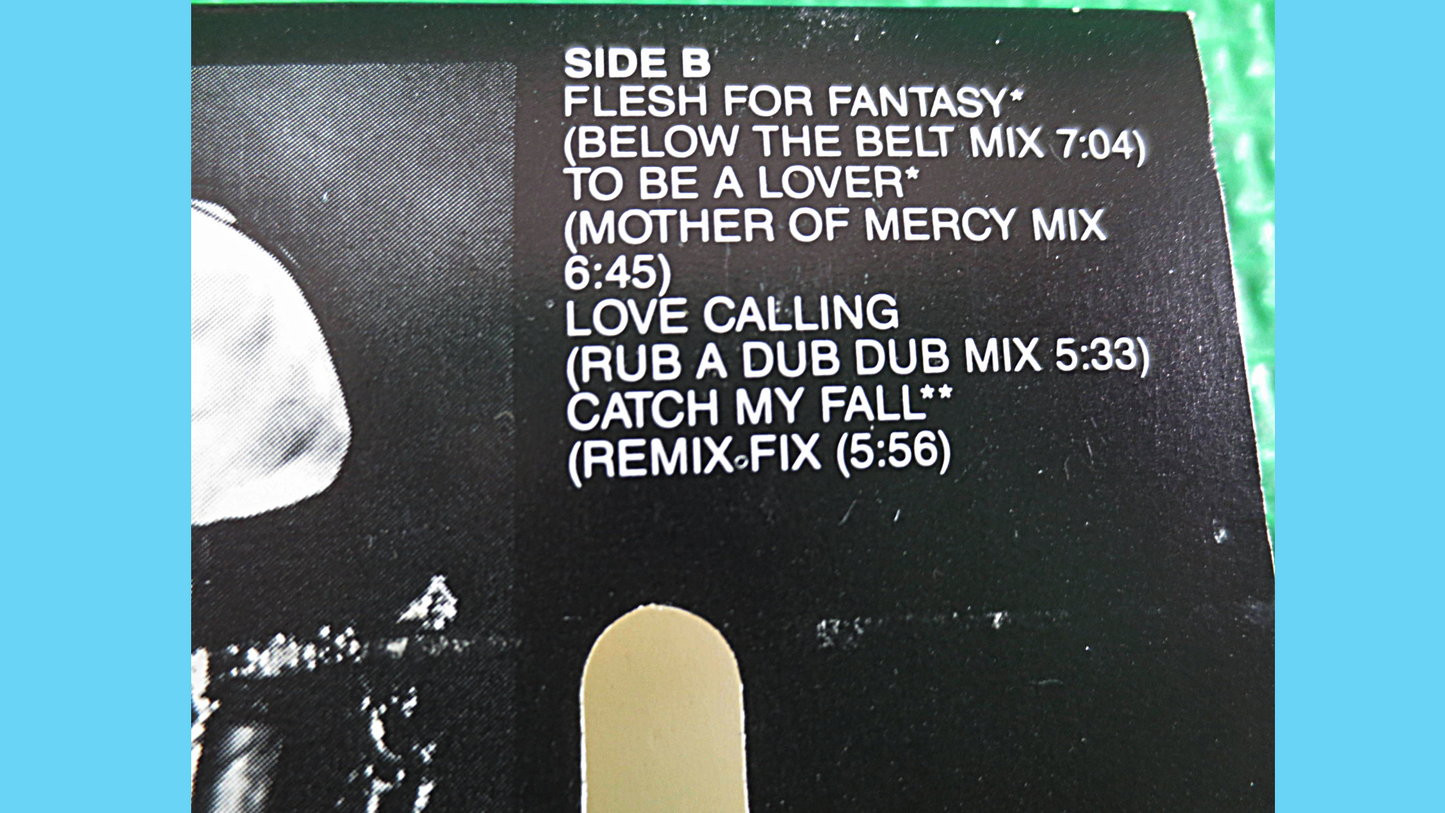 SIDE B
FLESH FOR FANTASY*
(BELOW THE BELT MIX 7:04)
TO BE A LOVER*
(MOTHER OF MERCY MIX
6:45)
LOVE CALLING
(RUB A DUB DUB MIX 5:33)
CATCH MY FALL**
(REMIX FIX (5:56)